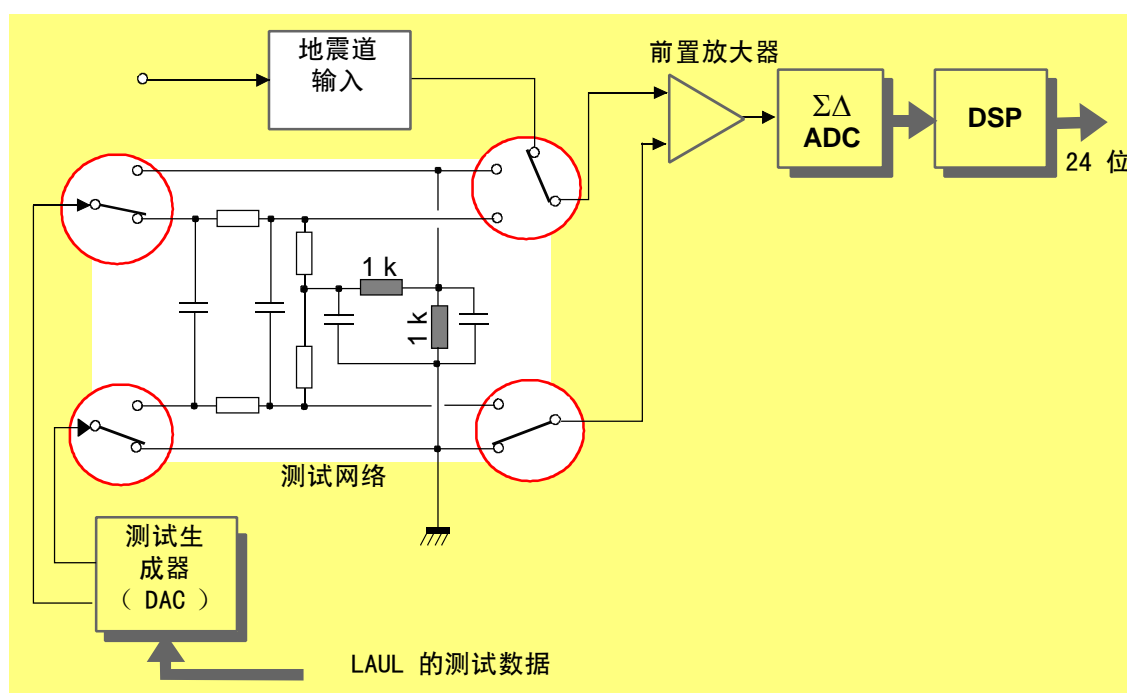 地震道
输入
前置放大器
ΣΔ
ADC
DSP
24 位
1 k
1 k
测试网络
测试生
成器
（ DAC ）
LAUL 的测试数据